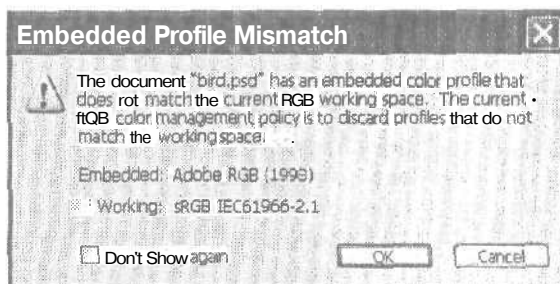 Embedded Profile Mismatch
The document "bird.psd" has an embedded color profile that
does rot match the current RGB working space. The current •
ftQB color management policy is to discard profiles that do not
match the working space. .
Embedded: Adobe RGB (1998)
Working: sRGB IEC61966-2.1
Don't Show again
OK Cancel